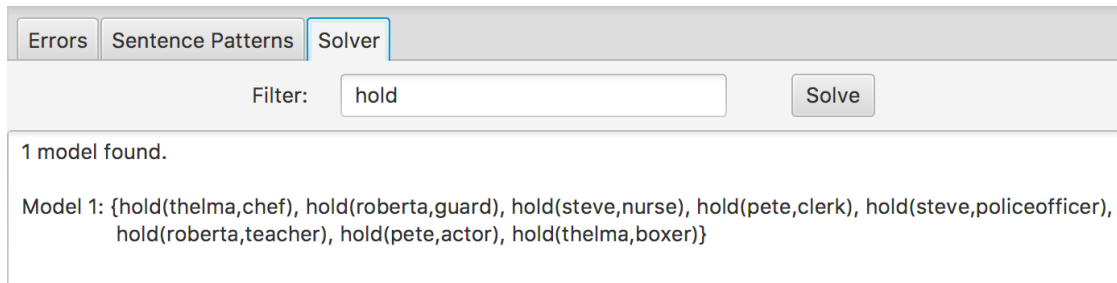 Errors Sentence Patterns Solver
Filter: hold Solve
1 model found.
Model 1: {hold(thelma,chef), hold(roberta,guard), hold(steve,nurse), hold(pete,clerk), hold(steve,policeofficer),
hold(roberta,teacher), hold(pete,actor), hold(thelma,boxer)}